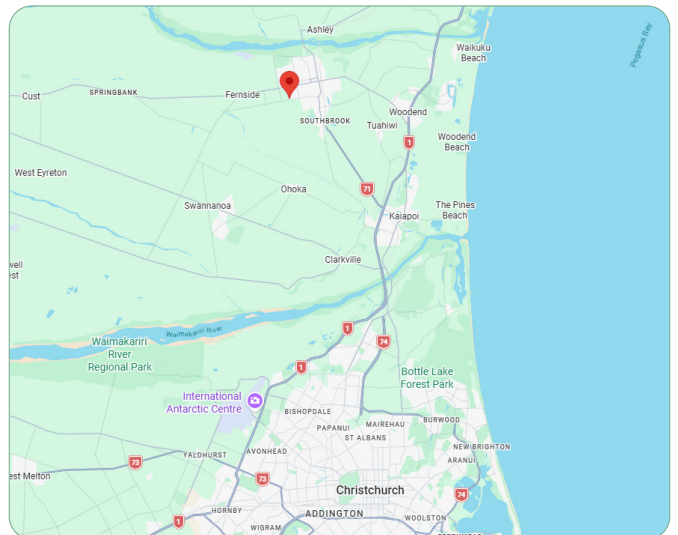 Ashley
Pegasus Bay
Waikuku
Beach
Cust
SPRINGBANK
Fernside
Woodend
SOUTHBROOK
Tuahiwi
1
Woodend
Beach
West Eyreton
Ohoka
71
Swannanoa
The Pines
Beach
Kaiapoi
Clarkville
Waimakariri River
1
74
Waimakariri
River
Regional Park
1
Bottle Lake
Forest Park
International
Antarctic Centre
BISHOPDALE
PAPANUI
MAIREHAU
BURWOOD
ST ALBANS
NEW BRIGHTON
YALDHURST
AVONHEAD
ARANUI
73
est Melton
73
Christchurch
74
HORNBY
ADDINGTON
WOOLSTON
1
WIGRAM